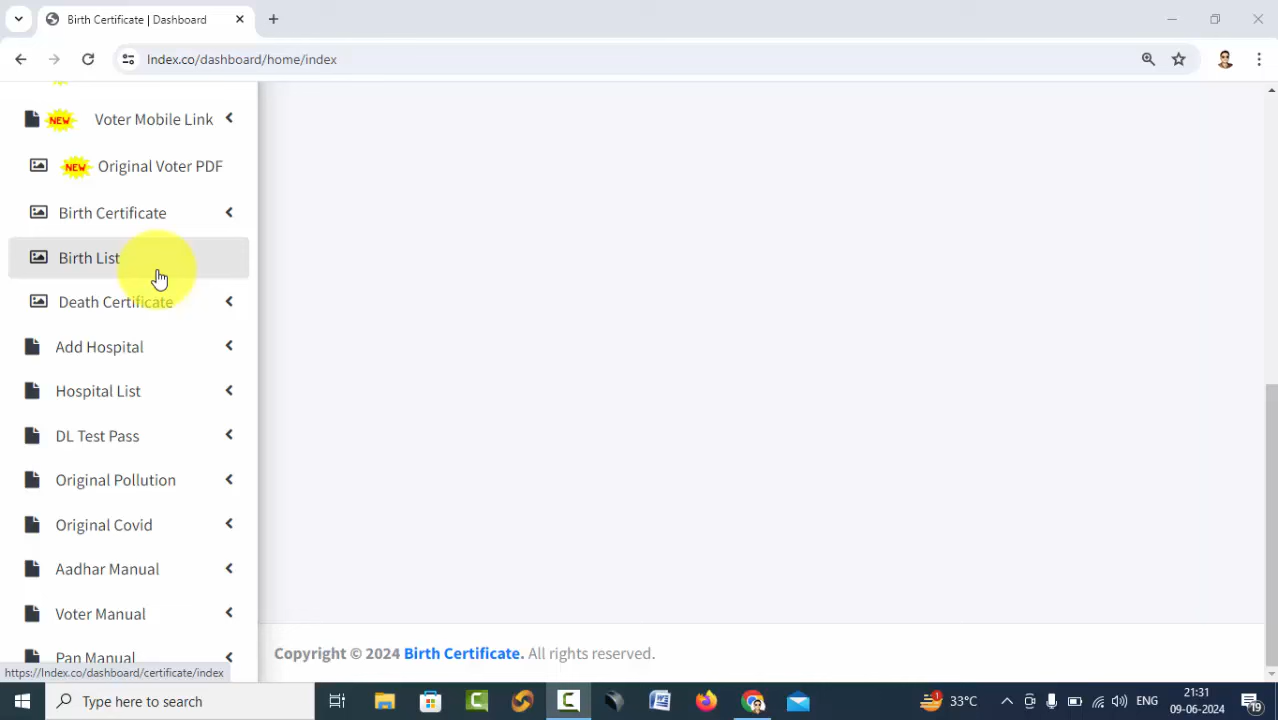 Birth Certificate | Dashboard
Index.co/dashboard/home/index
NEW Voter Mobile Link
NEW Original Voter PDF
Birth Certificate
Birth List
Death Certificate
Add Hospital
Hospital List
DL Test Pass
Original Pollution
Original Covid
Aadhar Manual
Voter Manual
Pan Manual
Copyright © 2024 Birth Certificate. All rights reserved.
https://Index.co/dashboard/certificate/index
Type here to search
33°C
ENG
21:31
09-06-2024
19